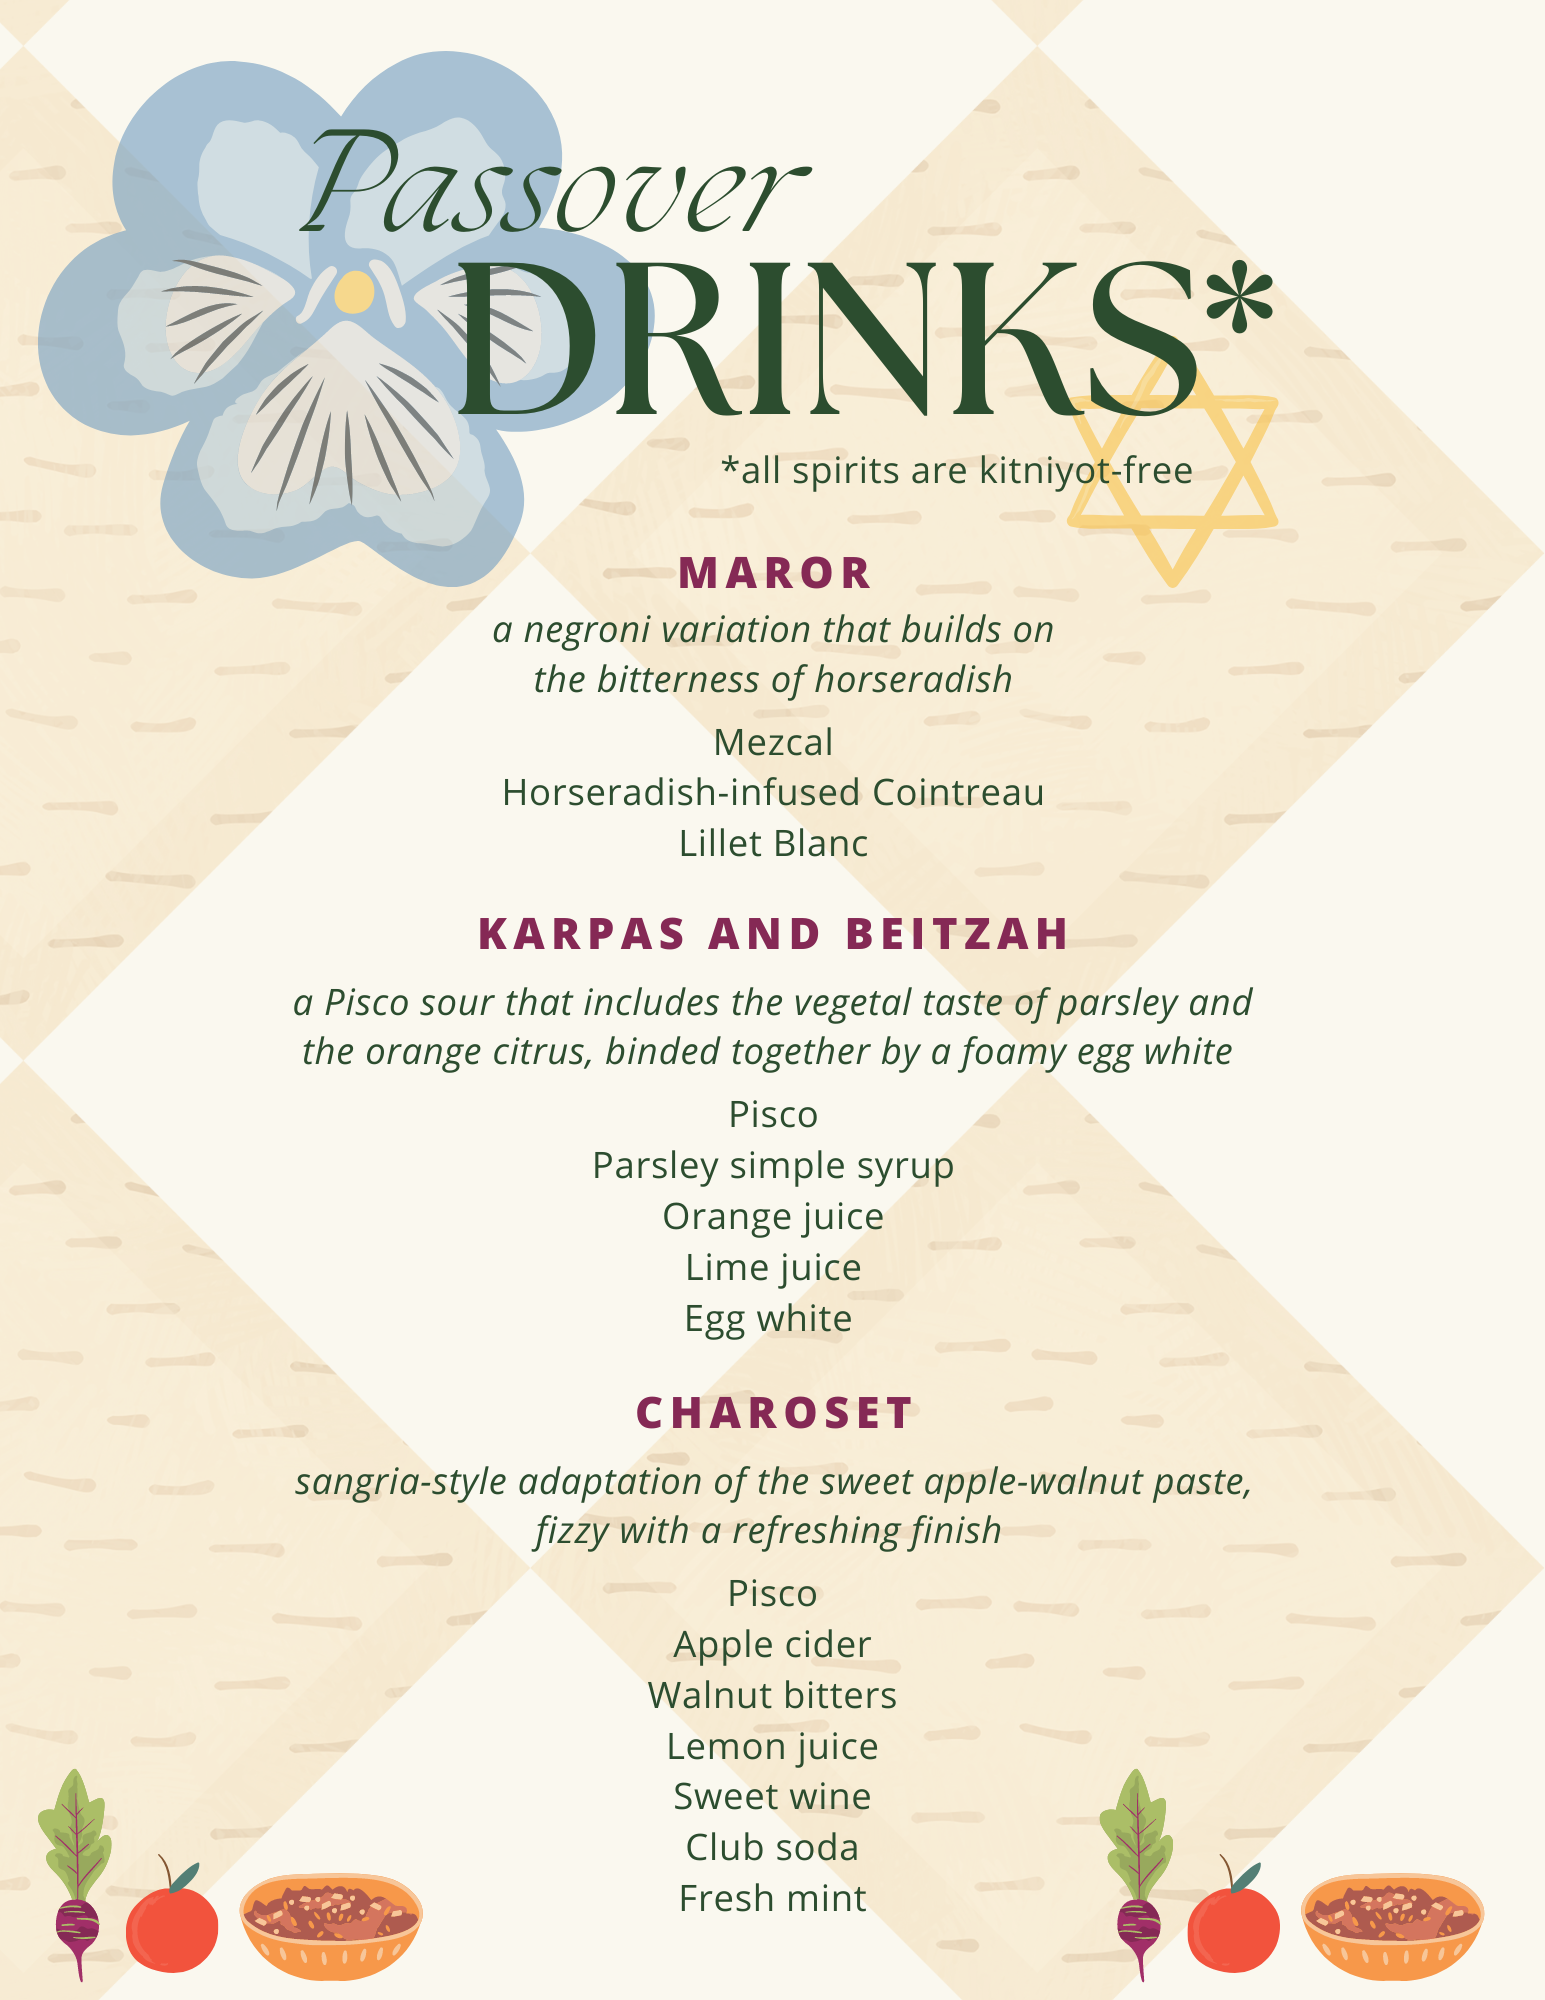 Passover
DRINKS*
*all spirits are kitniyot-free
MAROR
a negroni variation that builds on
the bitterness of horseradish
Mezcal
Horseradish-infused Cointreau
Lillet Blanc
KARPAS AND BEITZAH
a Pisco sour that includes the vegetal taste of parsley and
the orange citrus, binded together by a foamy egg white
Pisco
Parsley simple syrup
Orange juice
Lime juice
Egg white
CHAROSET
sangria-style adaptation of the sweet apple-walnut paste,
fizzy with a refreshing finish
Pisco
Apple cider
Walnut bitters
Lemon juice
Sweet wine
Club soda
Fresh mint